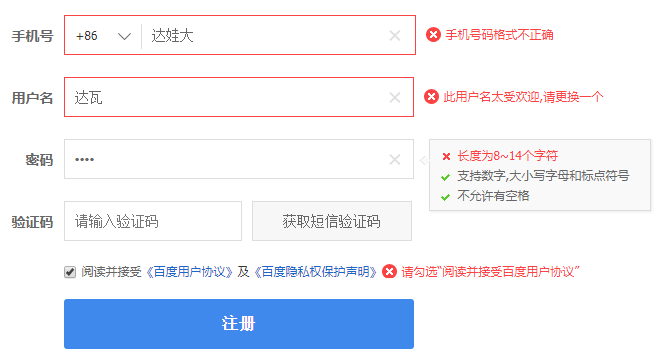 手机号 +86 达娃大 手机号码格式不正确
用户名 达瓦 此用户名太受欢迎,请更换一个
密码 •••• 长度为8~14个字符
支持数字,大小写字母和标点符号
不允许有空格
验证码 请输入验证码 获取短信验证码
阅读并接受《百度用户协议》及《百度隐私权保护声明》 请勾选“阅读并接受百度用户协议”
注册